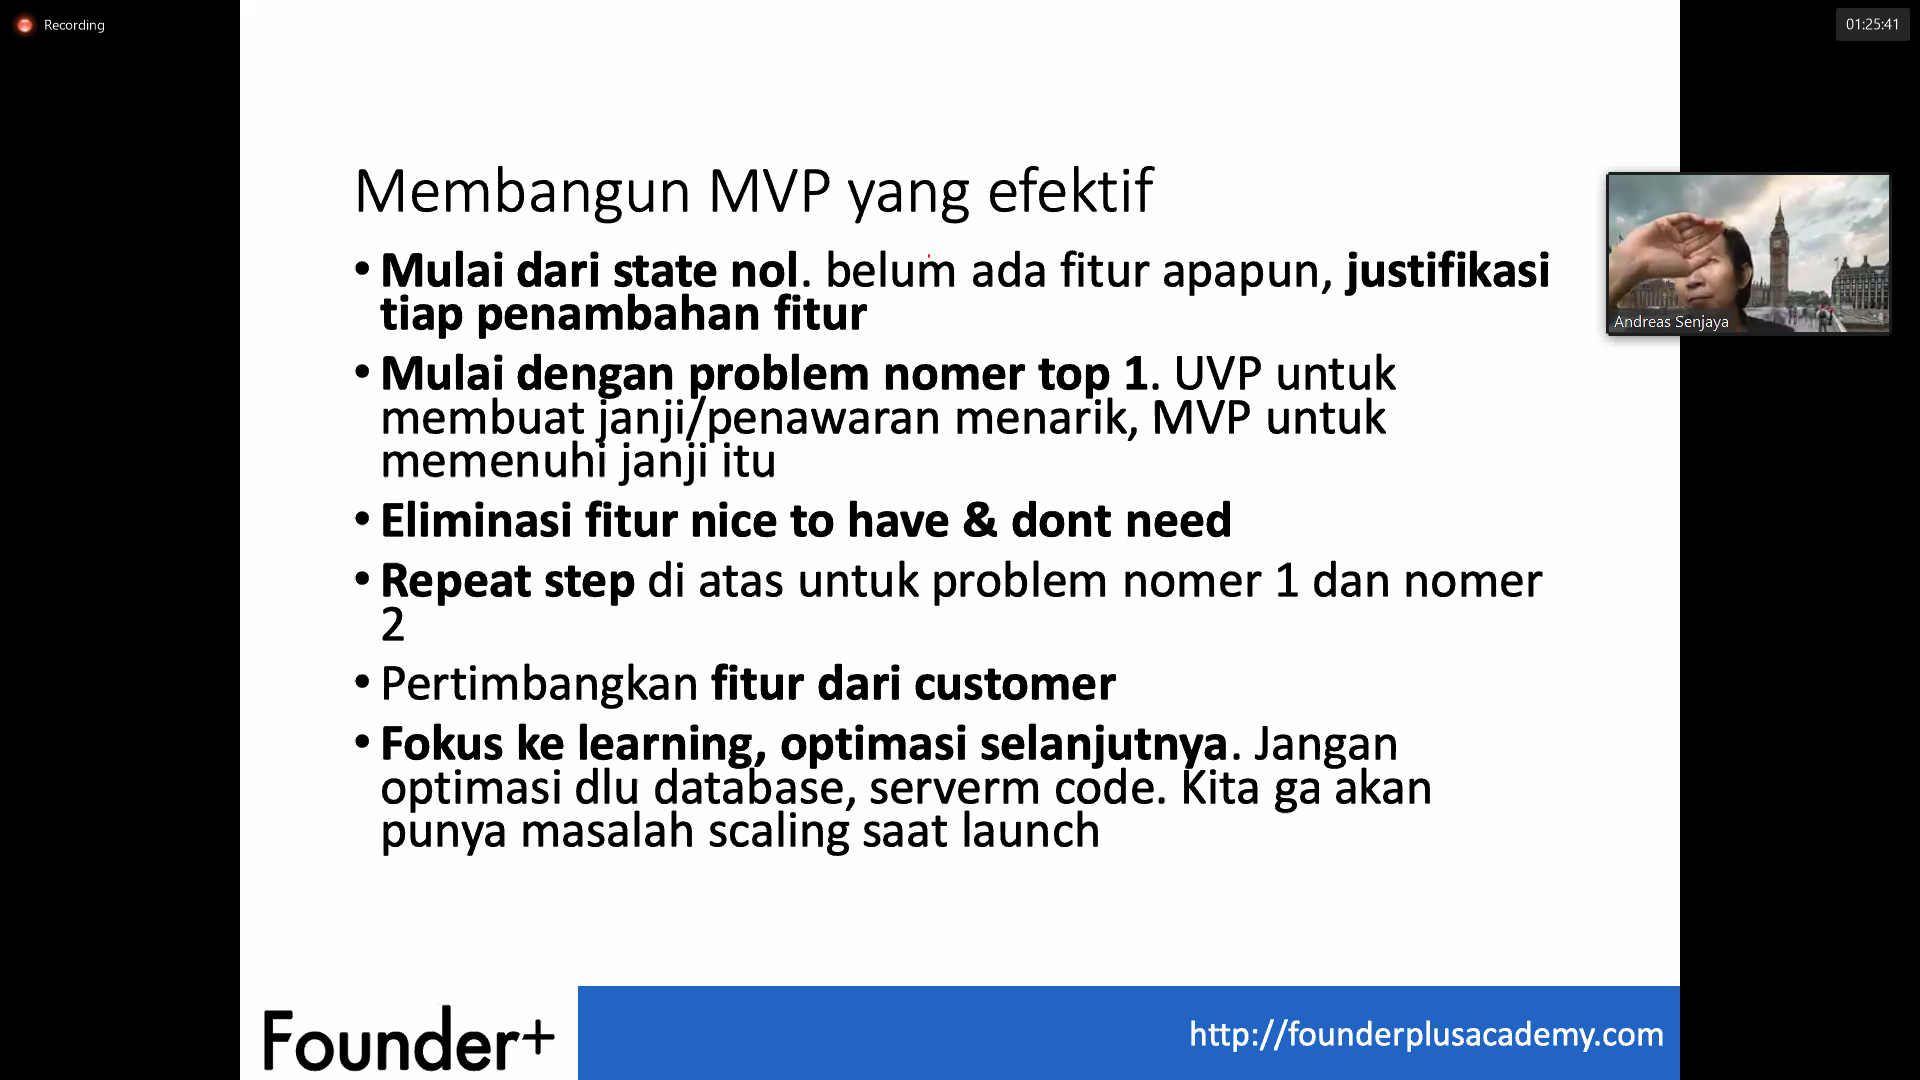 Recording
01:25:41
Membangun MVP yang efektif
• Mulai dari state nol. belum ada fitur apapun, justifikasi
tiap penambahan fitur
• Mulai dengan problem nomer top 1. UVP untuk
membuat janji/penawaran menarik, MVP untuk
memenuhi janji itu
• Eliminasi fitur nice to have & dont need
• Repeat step di atas untuk problem nomer 1 dan nomer
2
• Pertimbangkan fitur dari customer
• Fokus ke learning, optimasi selanjutnya. Jangan
optimasi dlu database, serverm code. Kita ga akan
punya masalah scaling saat launch
Andreas Senjaya
Founder+
http://founderplusacademy.com